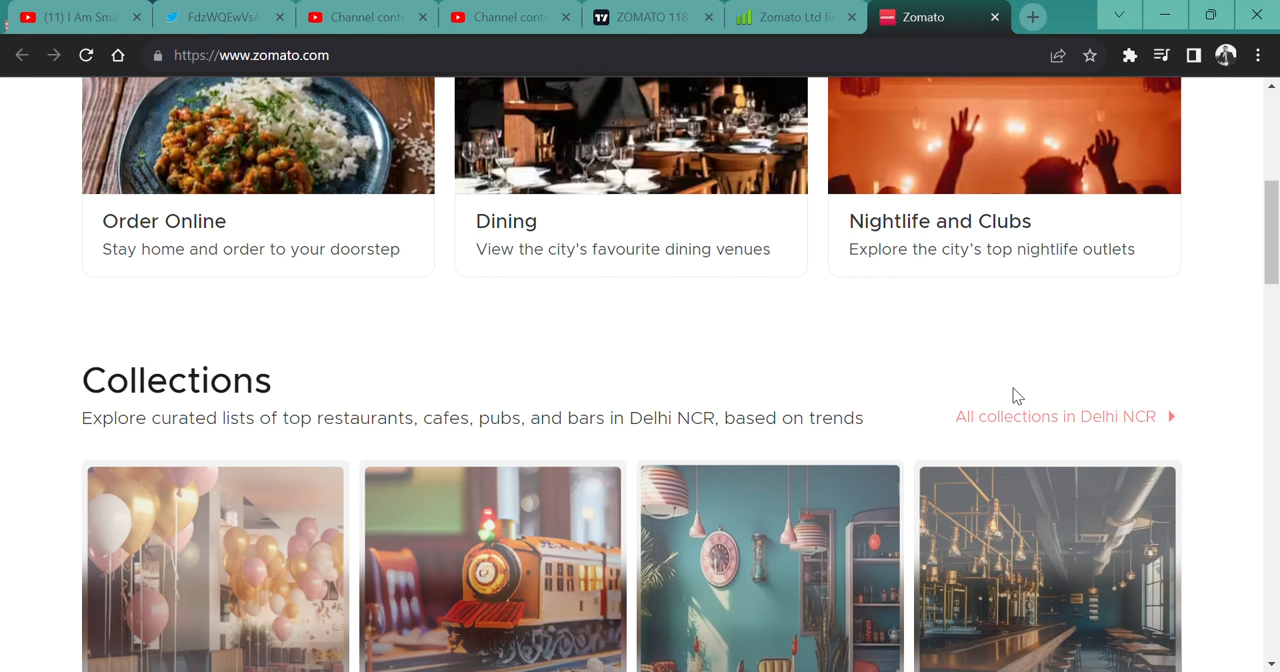 (11) I Am Sma
FdzWQEwVsA
Channel cont
Channel cont
ZOMATO 118.
Zomato Ltd fi
Zomato
https://www.zomato.com
Order Online
Stay home and order to your doorstep
Dining
View the city's favourite dining venues
Nightlife and Clubs
Explore the city's top nightlife outlets
Collections
Explore curated lists of top restaurants, cafes, pubs, and bars in Delhi NCR, based on trends
All collections in Delhi NCR